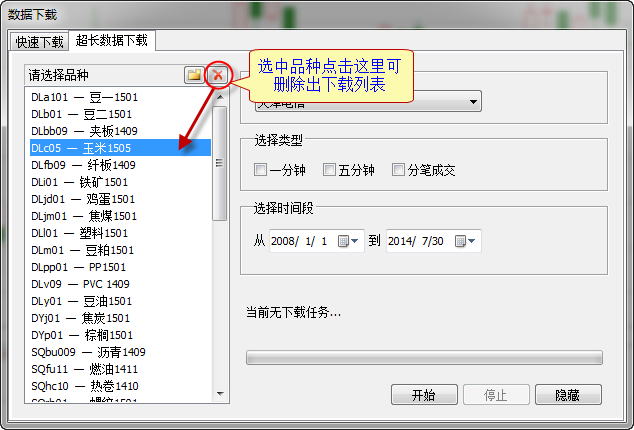 数据下载
快速下载
超长数据下载
请选择品种
选中品种点击这里可
删除出下载列表
DLa101 — 豆一1501
DLb01 — 豆二1501
DLbb09 — 夹板1409
DLc05 — 玉米1505
DLfb09 — 纤板1409
DLi01 — 铁矿1501
DLjd01 — 鸡蛋1501
DLjm01 — 焦煤1501
DLl01 — 塑料1501
DLm01 — 豆粕1501
DLpp01 — PP1501
DLv09 — PVC 1409
DLy01 — 豆油1501
DYj01 — 焦炭1501
DYp01 — 棕榈1501
SQbu009 — 沥青1409
SQfu11 — 燃油1411
SQhc10 — 热卷1410
选择类型
一分钟
五分钟
分笔成交
选择时间段
从 2008/ 1/ 1 到 2014/ 7/30
当前无下载任务...
开始
停止
隐藏